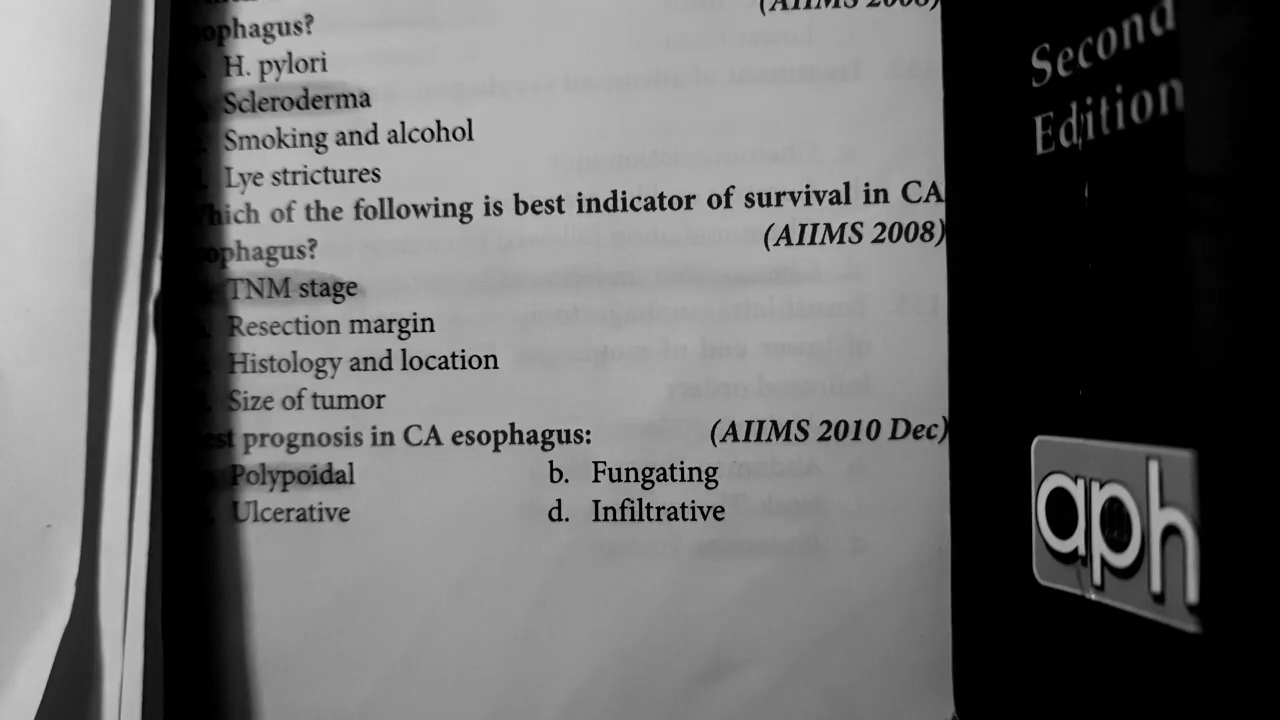 (AIIMS 2008)
ophagus?
H. pylori
Scleroderma
Smoking and alcohol
Lye strictures
hich of the following is best indicator of survival in CA
ophagus?
(AIIMS 2008)
TNM stage
Resection margin
Histology and location
Size of tumor
est prognosis in CA esophagus: (AIIMS 2010 Dec)
Polypoidal b. Fungating
Ulcerative d. Infiltrative
Second
Edition
aph